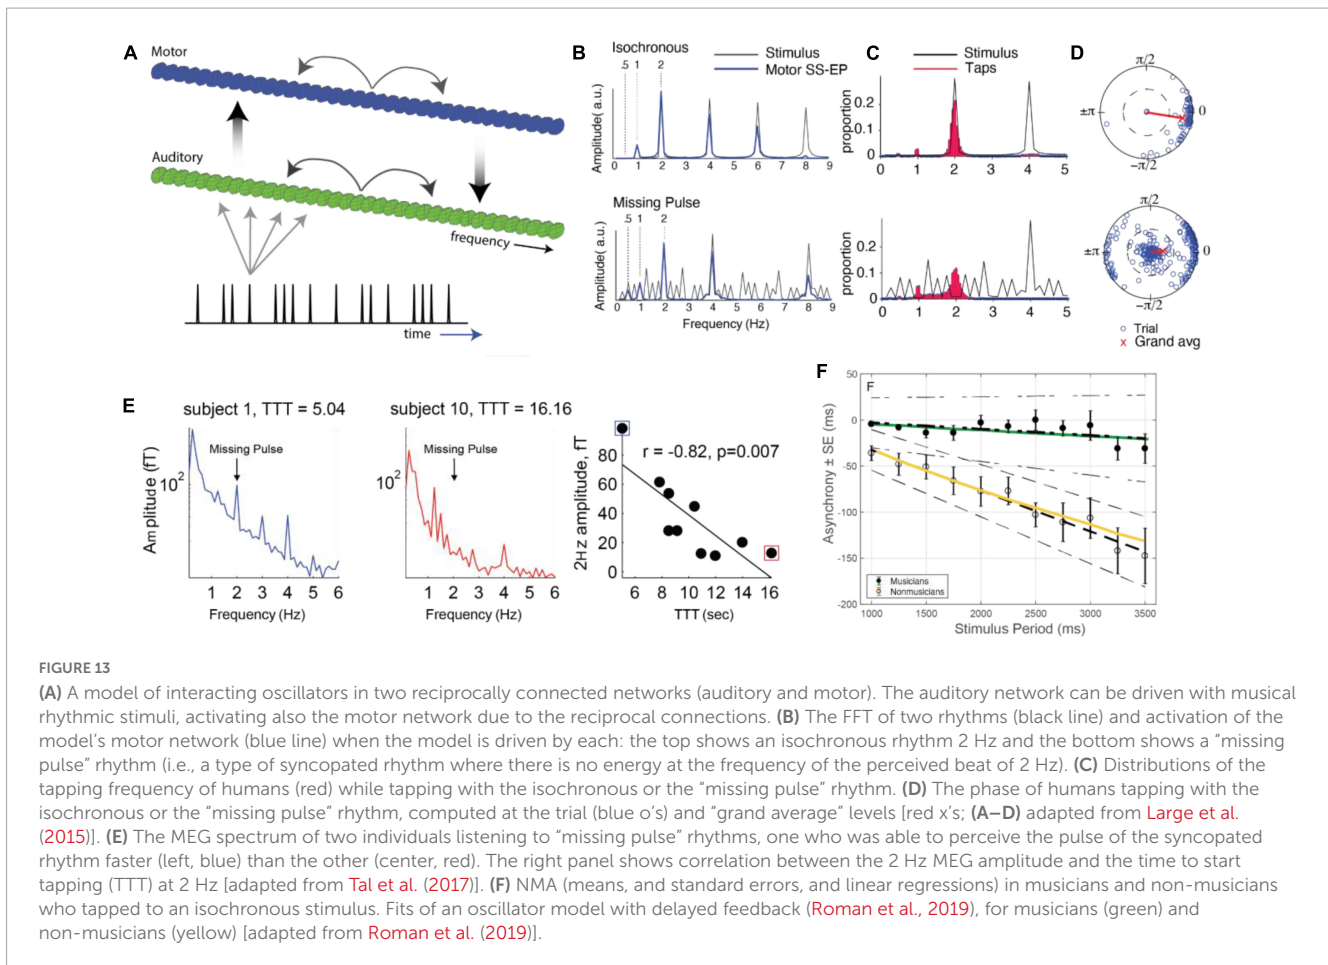 A
Motor
Auditory
frequency
time
B
Isochronous
Stimulus
Motor SS-EP
.5 1 2
Amplitude( a.u.)
0 1 2 3 4 5 6 7 8 9
Missing Pulse
.5 1 2
Amplitude( a.u.)
0 1 2 3 4 5 6 7 8 9
Frequency (Hz)
C
Stimulus
Taps
proportion
0.2
0.1
0
0 1 2 3 4 5
proportion
0.2
0.1
0
0 1 2 3 4 5
D
π/2
±π
0
−π/2
π/2
±π
0
−π/2
Trial
Grand avg
E
subject 1, TTT = 5.04
Missing Pulse
Amplitude (fT)
10²
1 2 3 4 5 6
Frequency (Hz)
subject 10, TTT = 16.16
Missing Pulse
10²
1 2 3 4 5 6
Frequency (Hz)
r = -0.82, p=0.007
2Hz amplitude, fT
80
60
40
20
0
6 8 10 12 14 16
TTT (sec)
F
F
Asynchrony ± SE (ms)
50
0
-50
-100
-150
-200
Musicians
Nonmusicians
1000 1500 2000 2500 3000 3500
Stimulus Period (ms)
FIGURE 13
(A) A model of interacting oscillators in two reciprocally connected networks (auditory and motor). The auditory network can be driven with musical
rhythmic stimuli, activating also the motor network due to the reciprocal connections. (B) The FFT of two rhythms (black line) and activation of the
model's motor network (blue line) when the model is driven by each: the top shows an isochronous rhythm 2 Hz and the bottom shows a "missing
pulse" rhythm (i.e., a type of syncopated rhythm where there is no energy at the frequency of the perceived beat of 2 Hz). (C) Distributions of the
tapping frequency of humans (red) while tapping with the isochronous or the "missing pulse" rhythm. (D) The phase of humans tapping with the
isochronous or the "missing pulse" rhythm, computed at the trial (blue o's) and "grand average" levels [red x's; (A–D) adapted from Large et al.
(2015)]. (E) The MEG spectrum of two individuals listening to "missing pulse" rhythms, one who was able to perceive the pulse of the syncopated
rhythm faster (left, blue) than the other (center, red). The right panel shows correlation between the 2 Hz MEG amplitude and the time to start
tapping (TTT) at 2 Hz [adapted from Tal et al. (2017)]. (F) NMA (means, and standard errors, and linear regressions) in musicians and non-musicians
who tapped to an isochronous stimulus. Fits of an oscillator model with delayed feedback (Roman et al., 2019), for musicians (green) and
non-musicians (yellow) [adapted from Roman et al. (2019)].